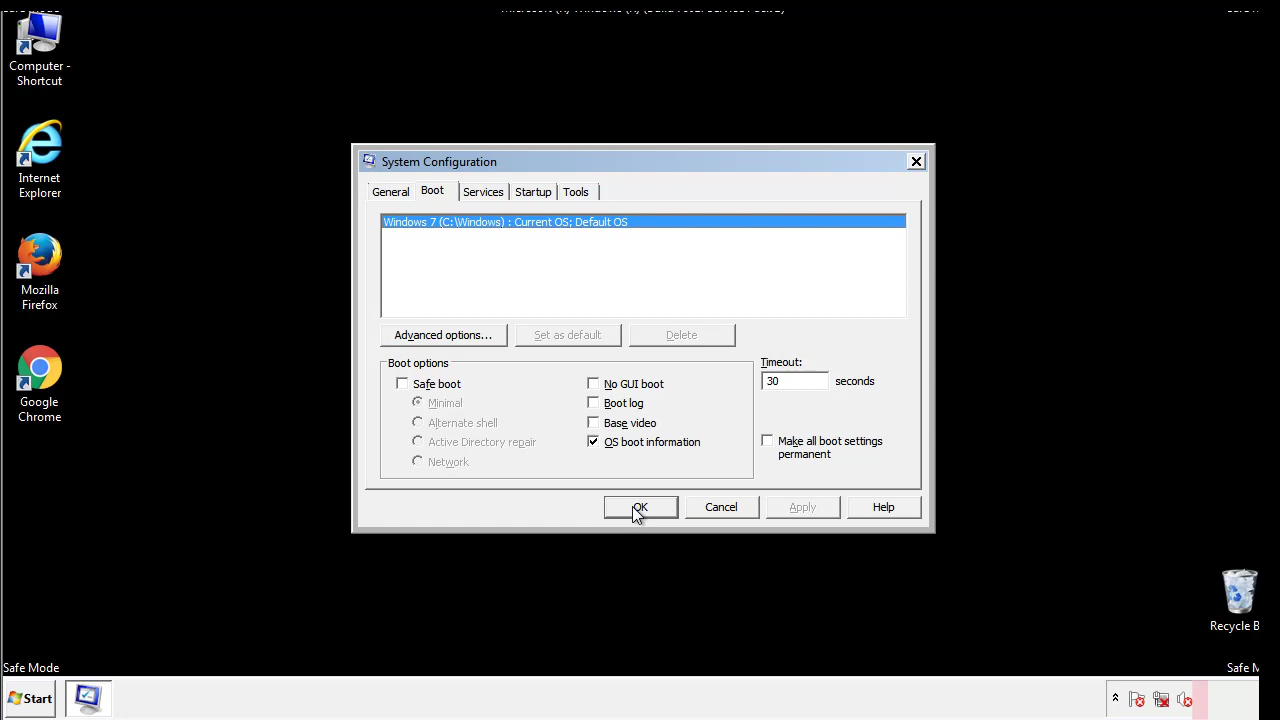 Computer -
Shortcut
Internet
Explorer
Mozilla
Firefox
Google
Chrome
System Configuration
General Boot Services Startup Tools
Windows 7 (C:\Windows) : Current OS; Default OS
Advanced options... Set as default Delete
Boot options
Safe boot
Minimal
Alternate shell
Active Directory repair
Network
No GUI boot
Boot log
Base video
OS boot information
Timeout:
30 seconds
Make all boot settings
permanent
OK Cancel Apply Help
Recycle B
Safe Mode
Safe M
Start